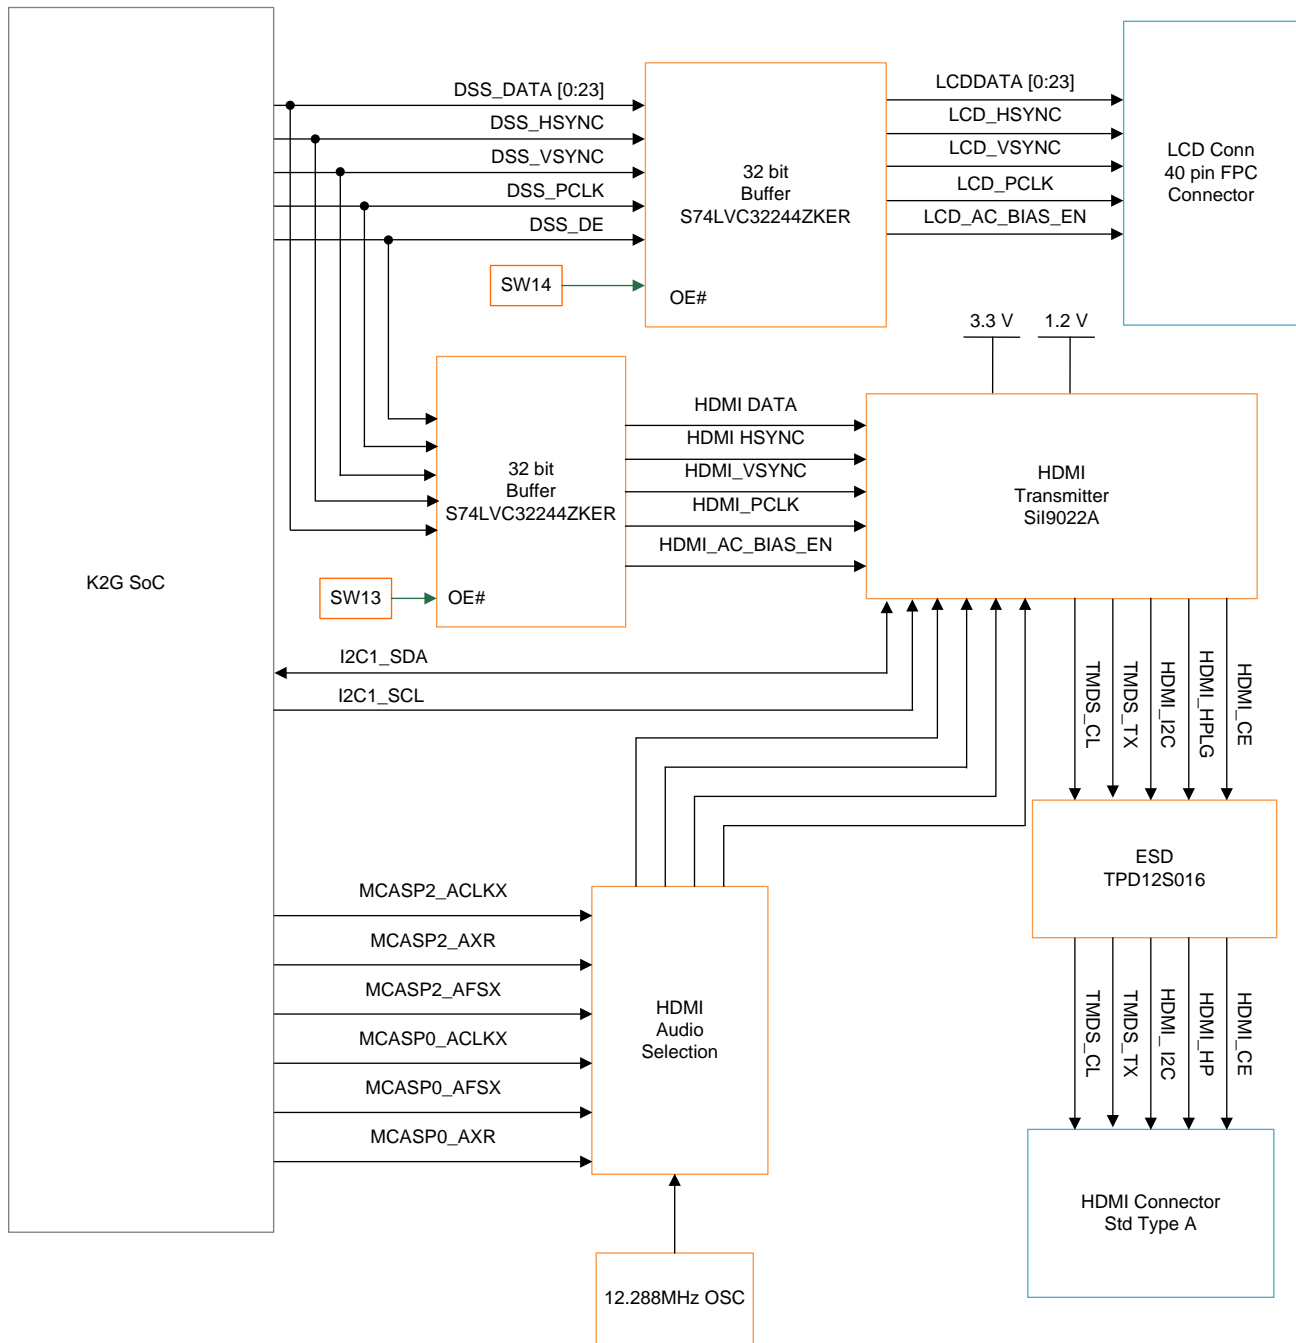 K2G SoC
DSS_DATA [0:23]
DSS_HSYNC
DSS_VSYNC
DSS_PCLK
DSS_DE
32 bit
Buffer
S74LVC32244ZKER
OE#
SW14
LCDDATA [0:23]
LCD_HSYNC
LCD_VSYNC
LCD_PCLK
LCD_AC_BIAS_EN
LCD Conn
40 pin FPC
Connector
3.3 V
1.2 V
32 bit
Buffer
S74LVC32244ZKER
OE#
SW13
HDMI DATA
HDMI HSYNC
HDMI_VSYNC
HDMI_PCLK
HDMI_AC_BIAS_EN
HDMI
Transmitter
SiI9022A
I2C1_SDA
I2C1_SCL
TMDS_CL
TMDS_TX
HDMI_I2C
HDMI_HPLG
HDMI_CE
ESD
TPD12S016
MCASP2_ACLKX
MCASP2_AXR
MCASP2_AFSX
MCASP0_ACLKX
MCASP0_AFSX
MCASP0_AXR
HDMI
Audio
Selection
TMDS_CL
TMDS_TX
HDMI_I2C
HDMI_HP
HDMI_CE
HDMI Connector
Std Type A
12.288MHz OSC